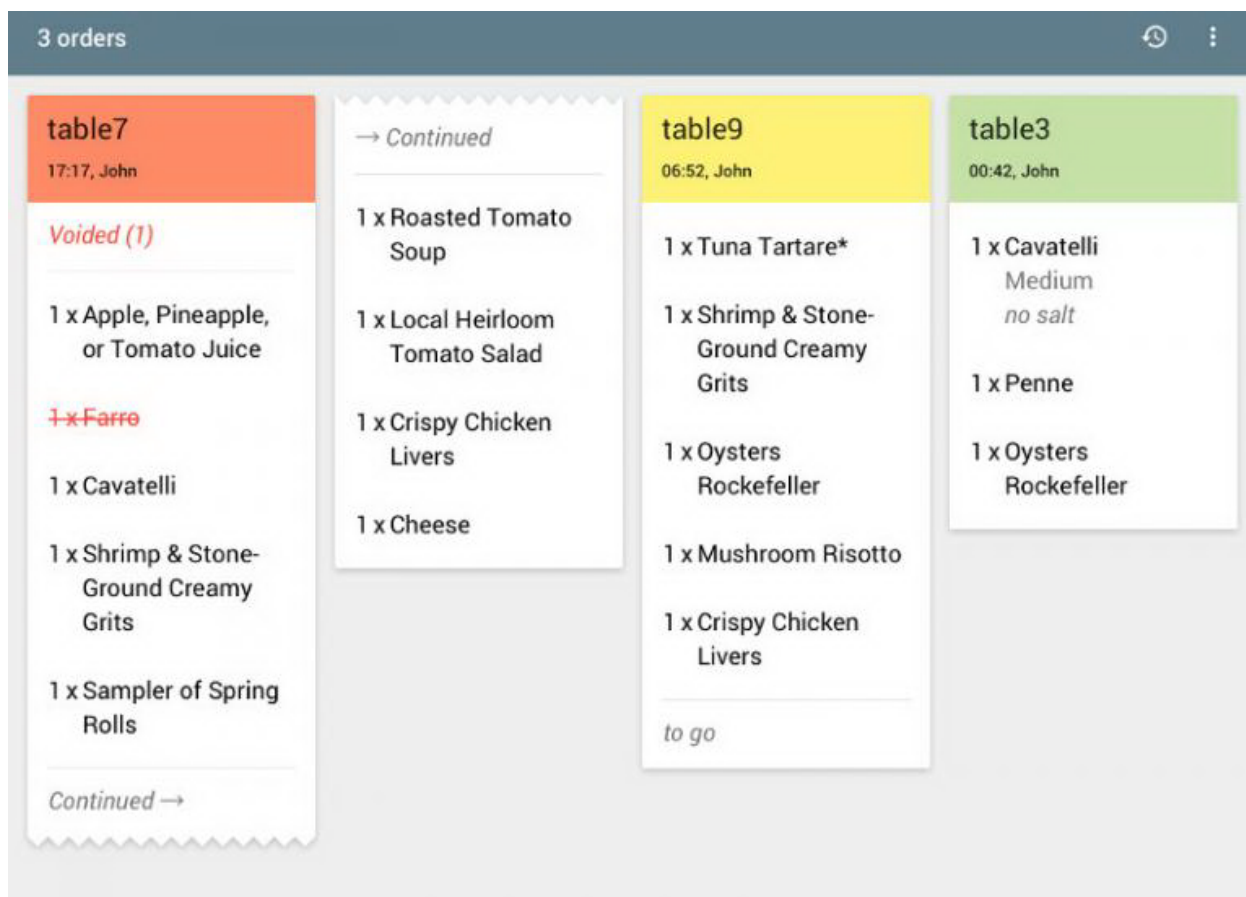 3 orders
table7
17:17, John
Voided (1)
1 x Apple, Pineapple,
or Tomato Juice
1 x Farro
1 x Cavatelli
1 x Shrimp & Stone-
Ground Creamy
Grits
1 x Sampler of Spring
Rolls
Continued →
→ Continued
1 x Roasted Tomato
Soup
1 x Local Heirloom
Tomato Salad
1 x Crispy Chicken
Livers
1 x Cheese
table9
06:52, John
1 x Tuna Tartare*
1 x Shrimp & Stone-
Ground Creamy
Grits
1 x Oysters
Rockefeller
1 x Mushroom Risotto
1 x Crispy Chicken
Livers
to go
table3
00:42, John
1 x Cavatelli
Medium
no salt
1 x Penne
1 x Oysters
Rockefeller